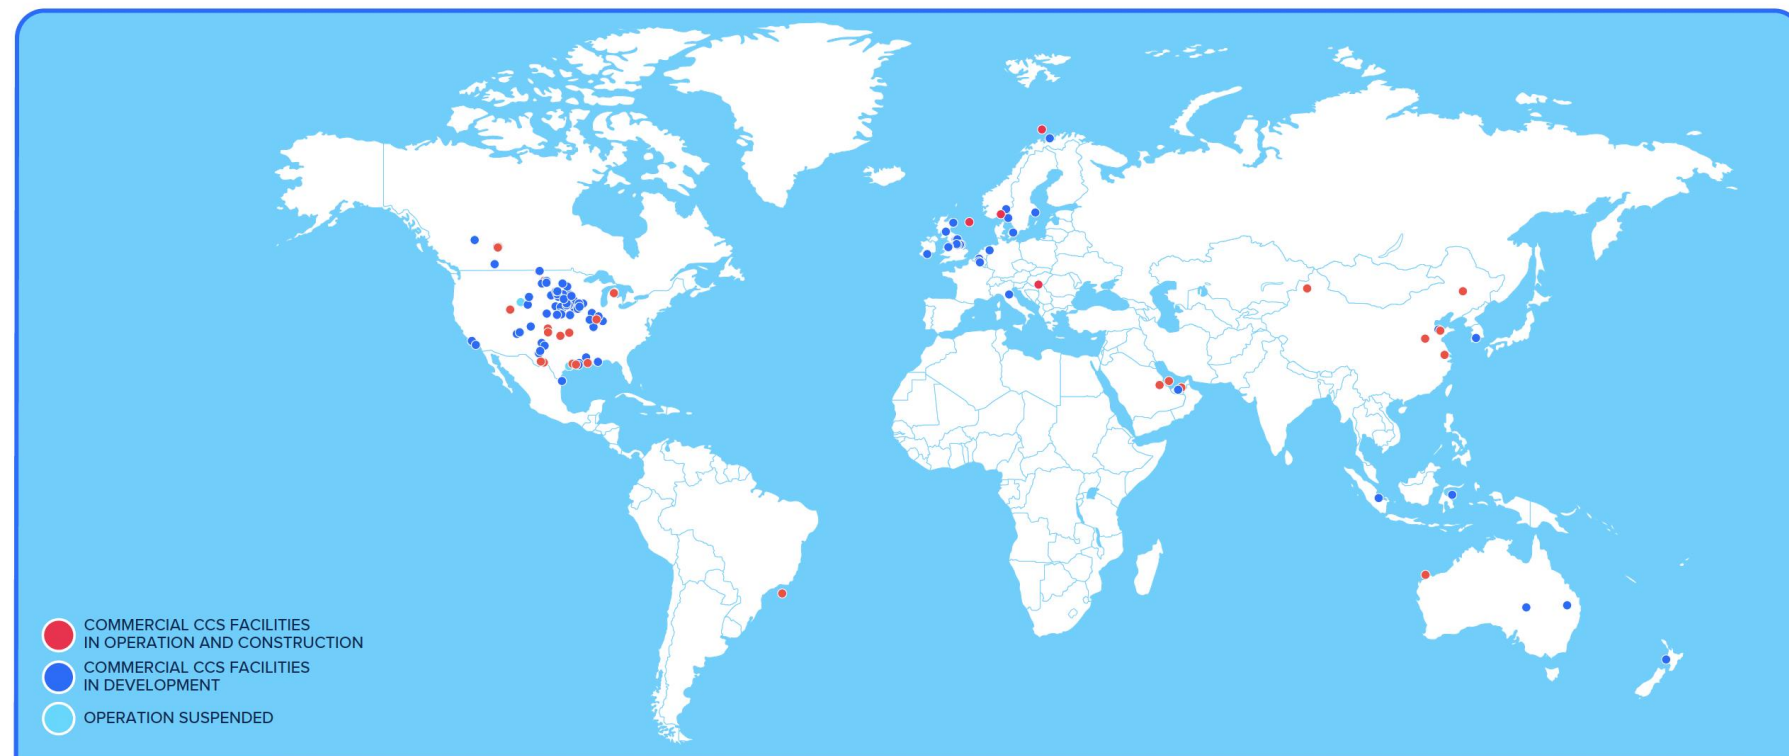 COMMERCIAL CCS FACILITIES
IN OPERATION AND CONSTRUCTION
COMMERCIAL CCS FACILITIES
IN DEVELOPMENT
OPERATION SUSPENDED